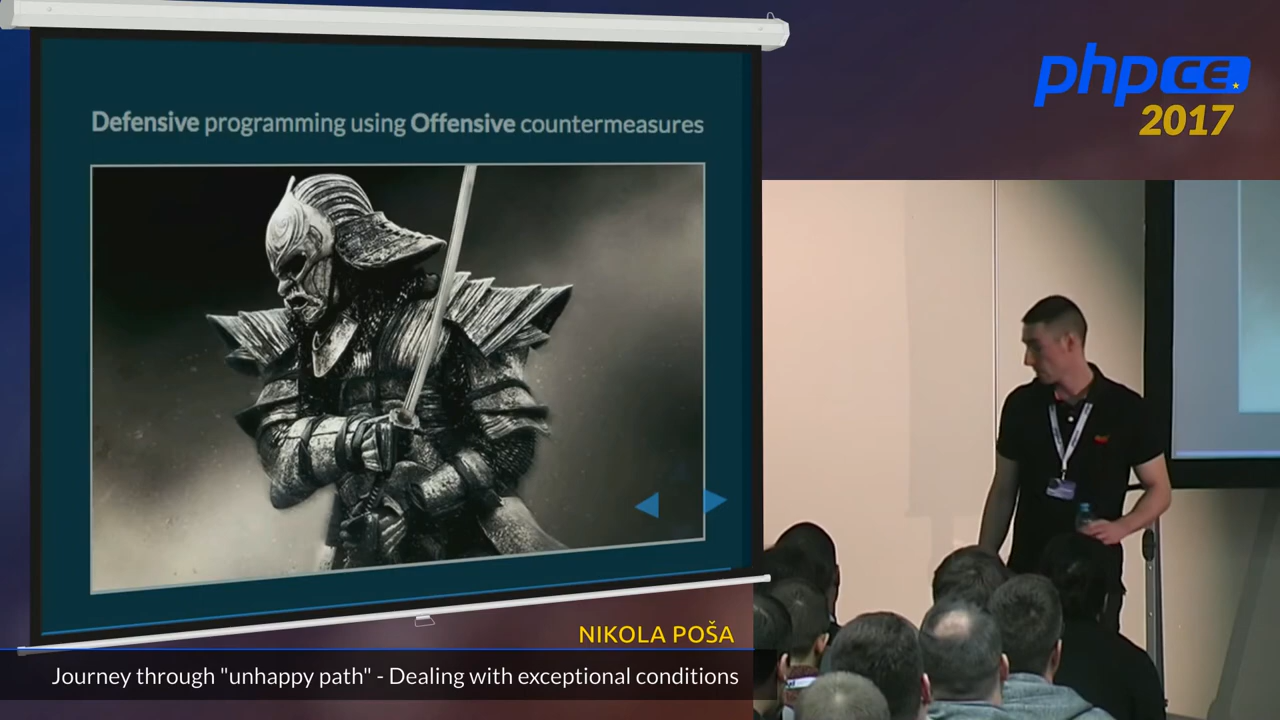 Defensive programming using Offensive countermeasures
phpCE
2017
NIKOLA POŠA
Journey through "unhappy path" - Dealing with exceptional conditions